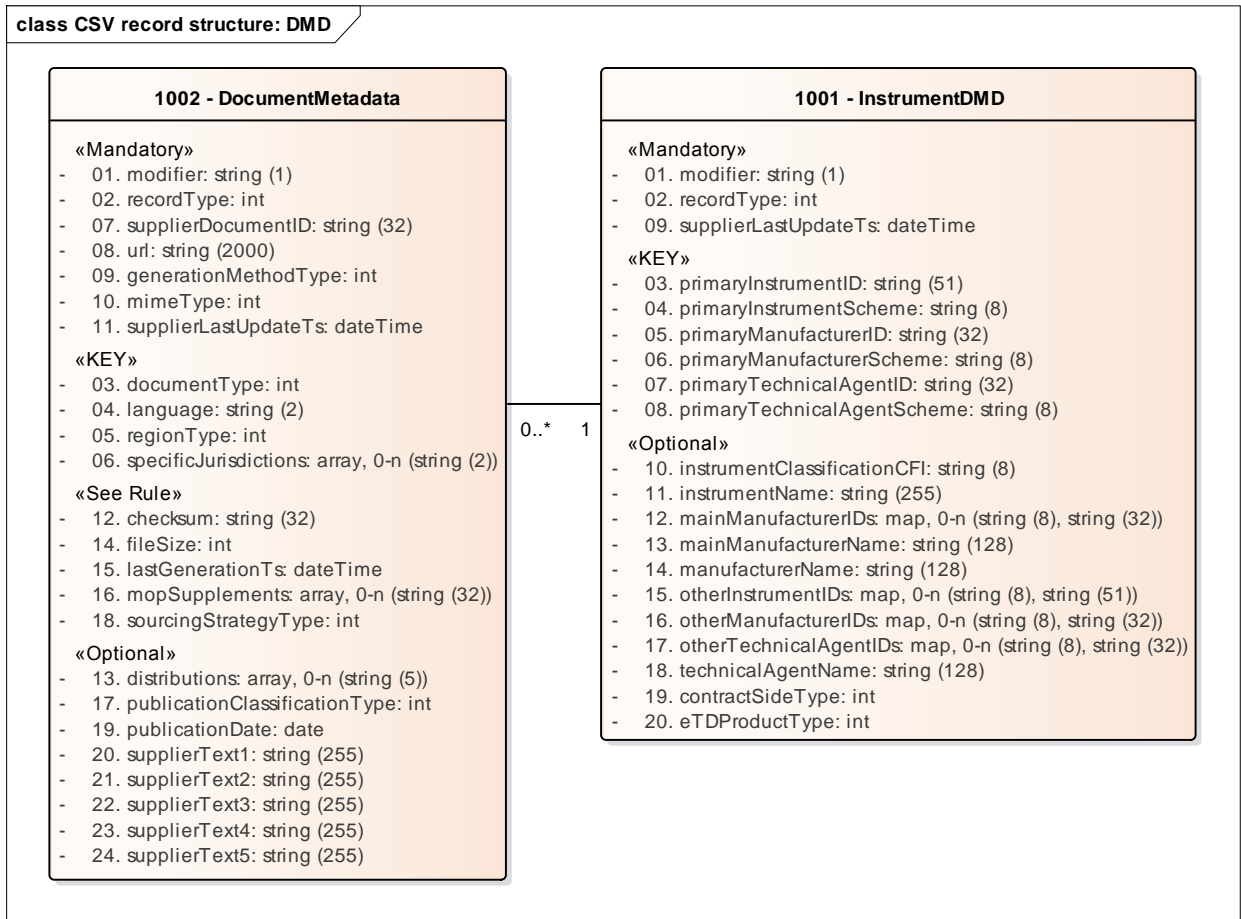 class CSV record structure: DMD
1002 - DocumentMetadata
«Mandatory»
- 01. modifier: string (1)
- 02. recordType: int
- 07. supplierDocumentID: string (32)
- 08. url: string (2000)
- 09. generationMethodType: int
- 10. mimeType: int
- 11. supplierLastUpdateTs: dateTime
«KEY»
- 03. documentType: int
- 04. language: string (2)
- 05. regionType: int
- 06. specificJurisdictions: array, 0-n (string (2))
«See Rule»
- 12. checksum: string (32)
- 14. fileSize: int
- 15. lastGenerationTs: dateTime
- 16. mopSupplements: array, 0-n (string (32))
- 18. sourcingStrategyType: int
«Optional»
- 13. distributions: array, 0-n (string (5))
- 17. publicationClassificationType: int
- 19. publicationDate: date
- 20. supplierText1: string (255)
- 21. supplierText2: string (255)
- 22. supplierText3: string (255)
- 23. supplierText4: string (255)
- 24. supplierText5: string (255)
0..* 1
1001 - InstrumentDMD
«Mandatory»
- 01. modifier: string (1)
- 02. recordType: int
- 09. supplierLastUpdateTs: dateTime
«KEY»
- 03. primaryInstrumentID: string (51)
- 04. primaryInstrumentScheme: string (8)
- 05. primaryManufacturerID: string (32)
- 06. primaryManufacturerScheme: string (8)
- 07. primaryTechnicalAgentID: string (32)
- 08. primaryTechnicalAgentScheme: string (8)
«Optional»
- 10. instrumentClassificationCFI: string (8)
- 11. instrumentName: string (255)
- 12. mainManufacturerIDs: map, 0-n (string (8), string (32))
- 13. mainManufacturerName: string (128)
- 14. manufacturerName: string (128)
- 15. otherInstrumentIDs: map, 0-n (string (8), string (51))
- 16. otherManufacturerIDs: map, 0-n (string (8), string (32))
- 17. otherTechnicalAgentIDs: map, 0-n (string (8), string (32))
- 18. technicalAgentName: string (128)
- 19. contractSideType: int
- 20. eTDProductType: int